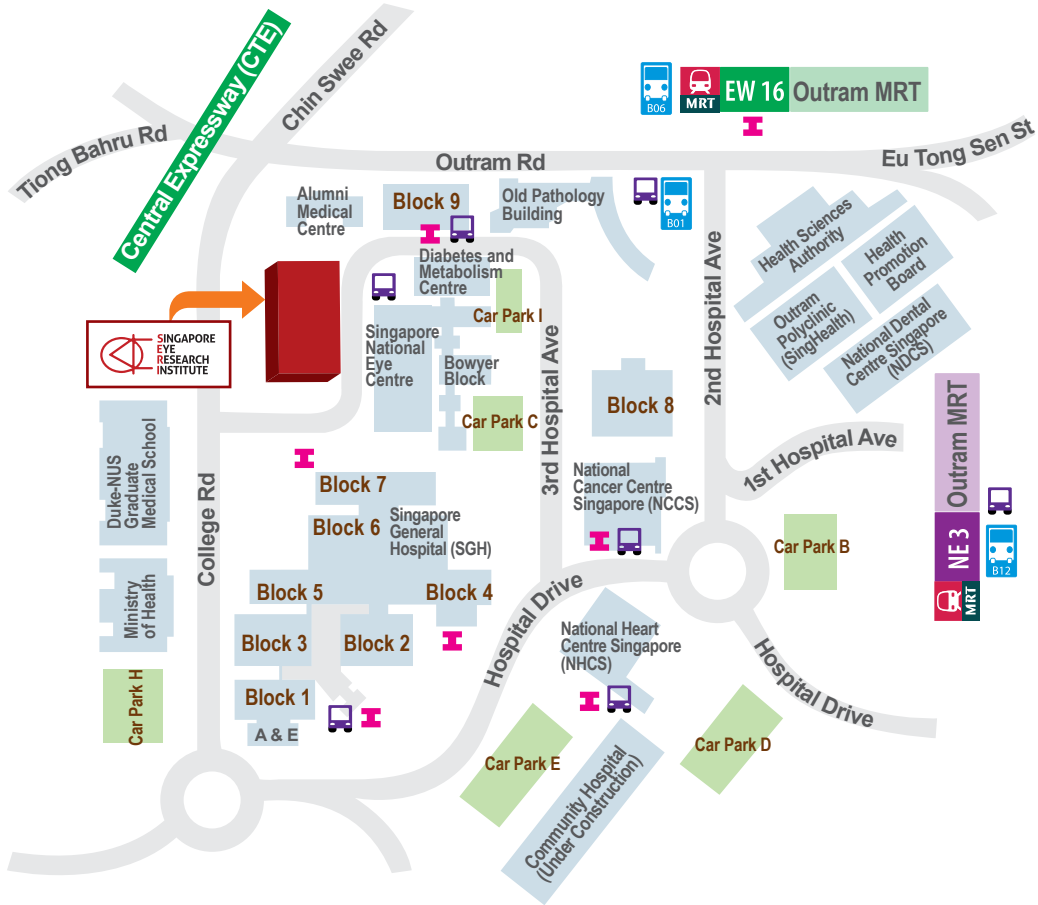 Central Expressway (CTE)
Chin Swee Rd
Tiong Bahru Rd
Outram Rd
Eu Tong Sen St
B06
MRT
EW 16
Outram MRT
Alumni
Medical
Centre
Block 9
Old Pathology
Building
B01
2nd Hospital Ave
Health Sciences
Authority
Health
Promotion
Board
Outram
Polyclinic
(SingHealth)
National Dental
Centre Singapore
(NDCS)
Diabetes and
Metabolism
Centre
Car Park I
SINGAPORE
EYE
RESEARCH
INSTITUTE
Singapore
National
Eye
Centre
Bowyer
Block
Car Park C
3rd Hospital Ave
Block 8
Outram MRT
NE 3
MRT
B12
1st Hospital Ave
Duke-NUS
Graduate
Medical School
College Rd
Block 7
Block 6
Singapore
General
Hospital (SGH)
National
Cancer Centre
Singapore (NCCS)
Car Park B
Ministry
of Health
Block 5
Block 4
Hospital Drive
Block 3
Block 2
National Heart
Centre Singapore
(NHCS)
Hospital Drive
Car Park H
Block 1
A & E
Car Park E
Car Park D
Community Hospital
(Under Construction)